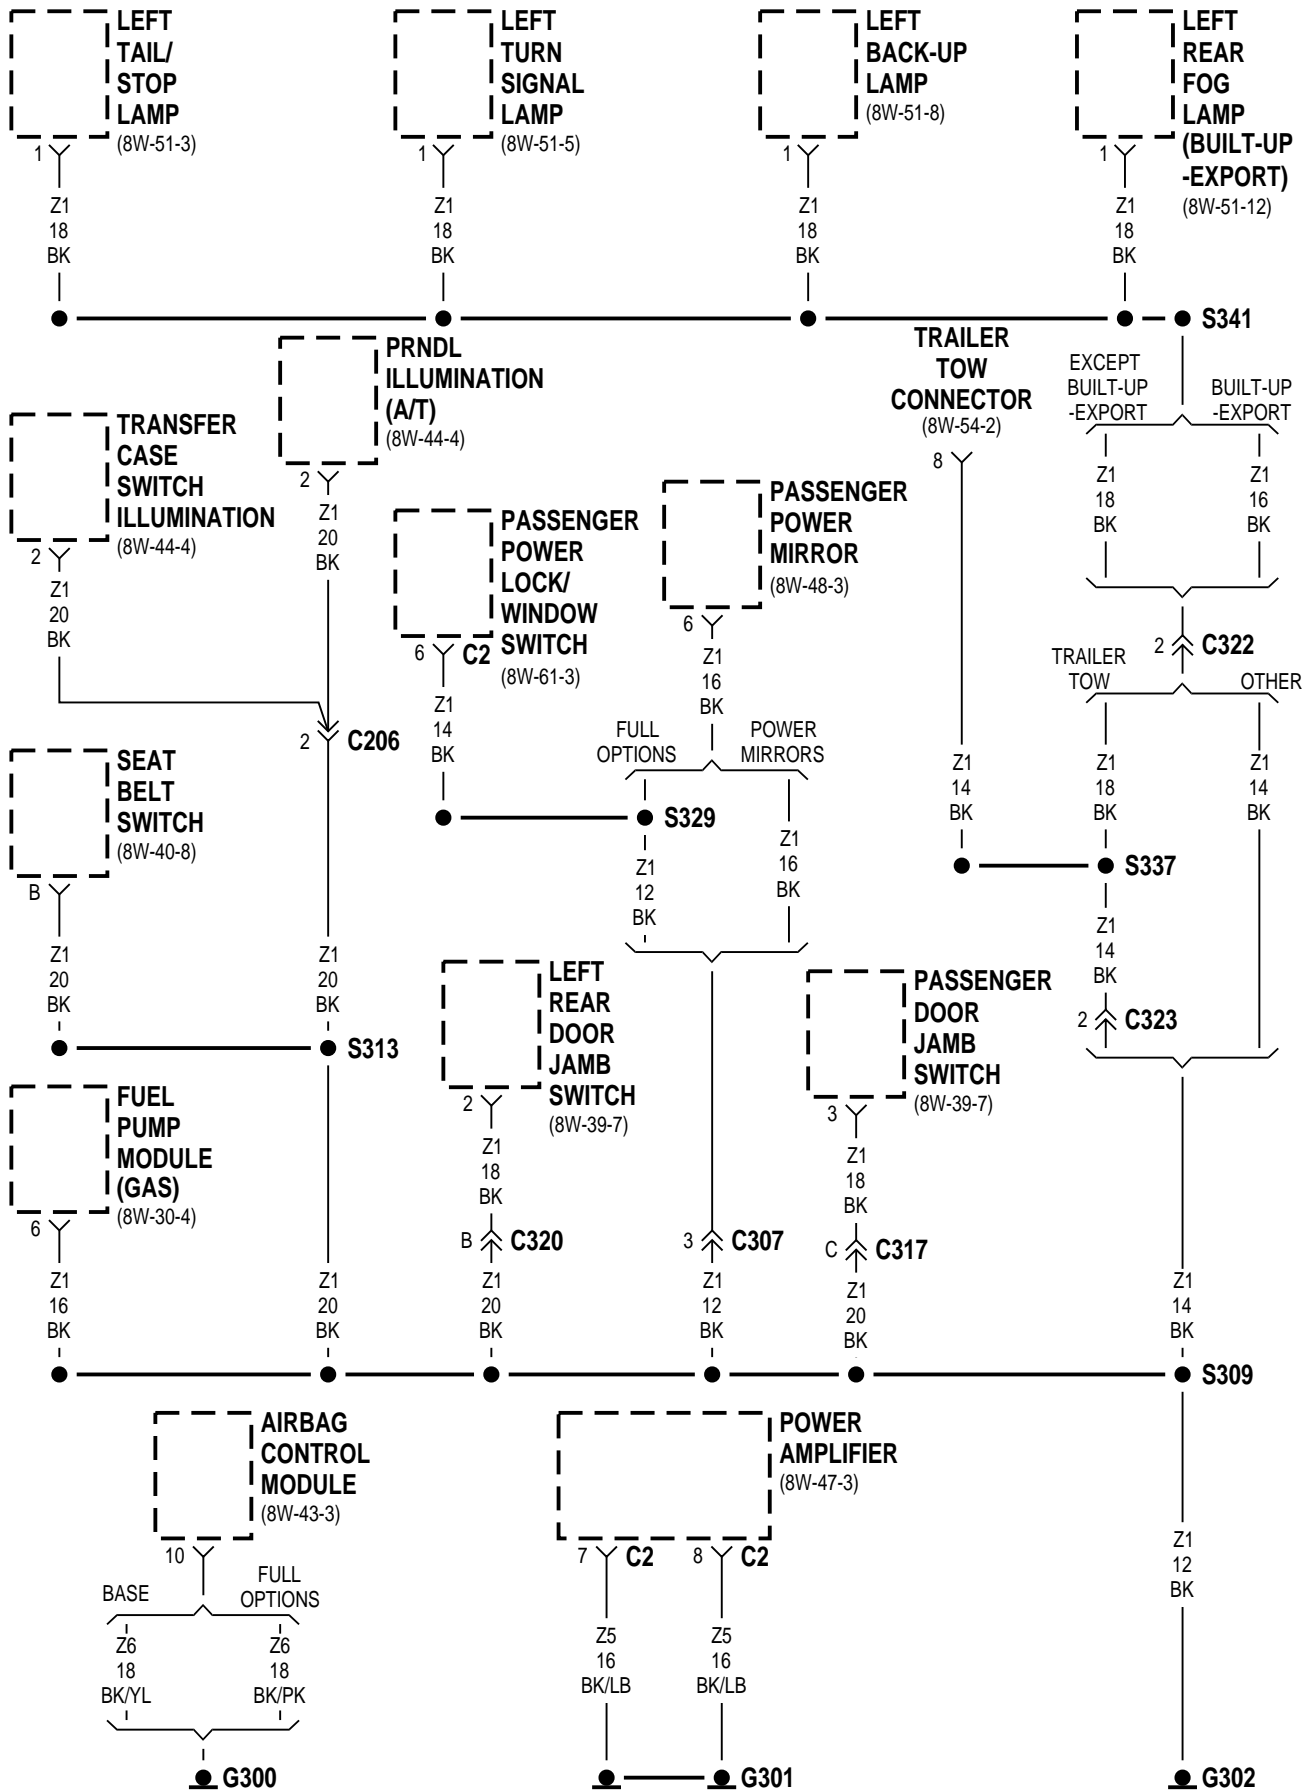 LEFT
TAIL/
STOP
LAMP
(8W-51-3)
1
Z1
18
BK
LEFT
TURN
SIGNAL
LAMP
(8W-51-5)
1
Z1
18
BK
LEFT
BACK-UP
LAMP
(8W-51-8)
1
Z1
18
BK
LEFT
REAR
FOG
LAMP
(BUILT-UP
-EXPORT)
(8W-51-12)
1
Z1
18
BK
S341
PRNDL
ILLUMINATION
(A/T)
(8W-44-4)
2
Z1
20
BK
TRANSFER
CASE
SWITCH
ILLUMINATION
(8W-44-4)
2
Z1
20
BK
2
C206
TRAILER
TOW
CONNECTOR
(8W-54-2)
8
Z1
14
BK
EXCEPT
BUILT-UP
-EXPORT
Z1
18
BK
BUILT-UP
-EXPORT
Z1
16
BK
2
C322
TRAILER
TOW
Z1
18
BK
OTHER
Z1
14
BK
PASSENGER
POWER
LOCK/
WINDOW
SWITCH
(8W-61-3)
6
C2
Z1
14
BK
PASSENGER
POWER
MIRROR
(8W-48-3)
6
Z1
16
BK
FULL
OPTIONS
POWER
MIRRORS
S329
Z1
12
BK
Z1
16
BK
S337
Z1
14
BK
2
C323
SEAT
BELT
SWITCH
(8W-40-8)
B
Z1
20
BK
Z1
20
BK
S313
LEFT
REAR
DOOR
JAMB
SWITCH
(8W-39-7)
2
Z1
18
BK
B
C320
Z1
20
BK
3
C307
Z1
12
BK
PASSENGER
DOOR
JAMB
SWITCH
(8W-39-7)
3
Z1
18
BK
C
C317
Z1
20
BK
FUEL
PUMP
MODULE
(GAS)
(8W-30-4)
6
Z1
16
BK
Z1
20
BK
Z1
14
BK
S309
AIRBAG
CONTROL
MODULE
(8W-43-3)
10
BASE
FULL
OPTIONS
Z6
18
BK/YL
Z6
18
BK/PK
G300
POWER
AMPLIFIER
(8W-47-3)
7
C2
8
C2
Z5
16
BK/LB
Z5
16
BK/LB
G301
Z1
12
BK
G302